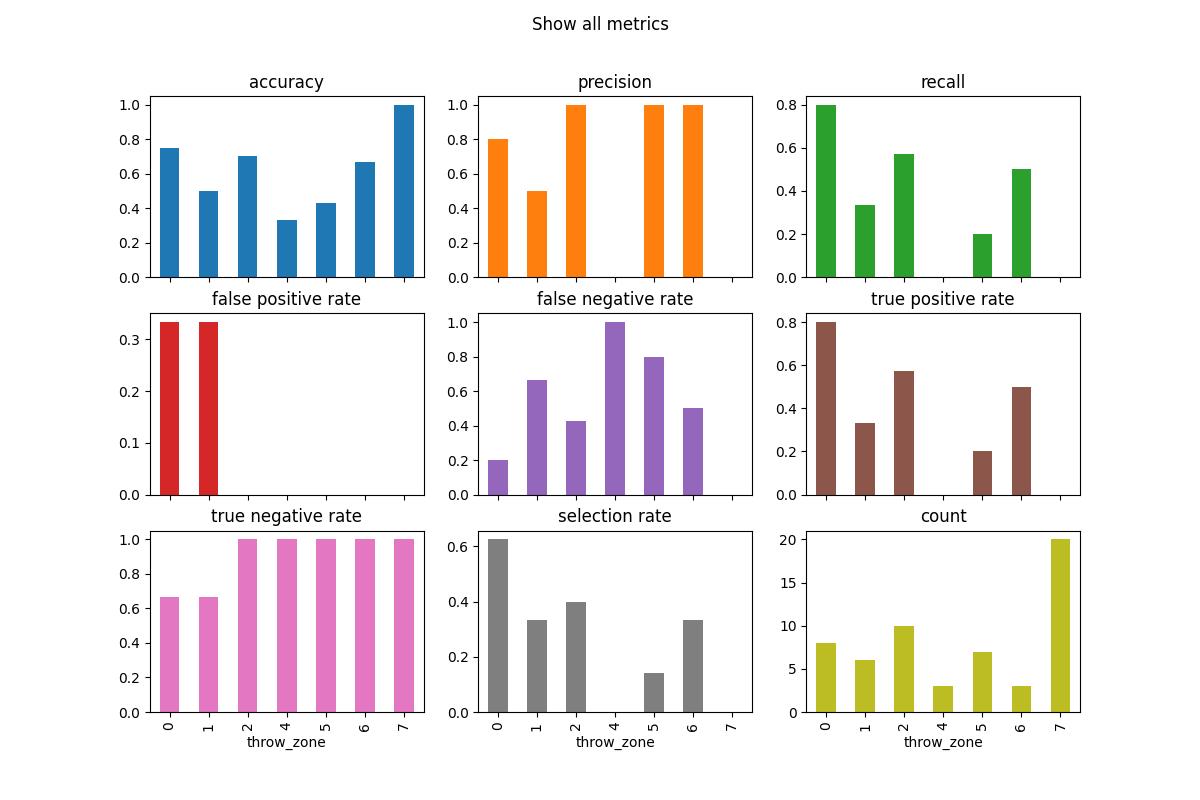 Show all metrics
accuracy
1.0
0.8
0.6
0.4
0.2
0.0
precision
1.0
0.8
0.6
0.4
0.2
0.0
recall
0.8
0.6
0.4
0.2
0.0
false positive rate
0.3
0.2
0.1
0.0
false negative rate
1.0
0.8
0.6
0.4
0.2
0.0
true positive rate
0.8
0.6
0.4
0.2
0.0
true negative rate
1.0
0.8
0.6
0.4
0.2
0.0
0 1 2 4 5 6 7
throw_zone
selection rate
0.6
0.4
0.2
0.0
0 1 2 4 5 6 7
throw_zone
count
20
15
10
5
0
0 1 2 4 5 6 7
throw_zone